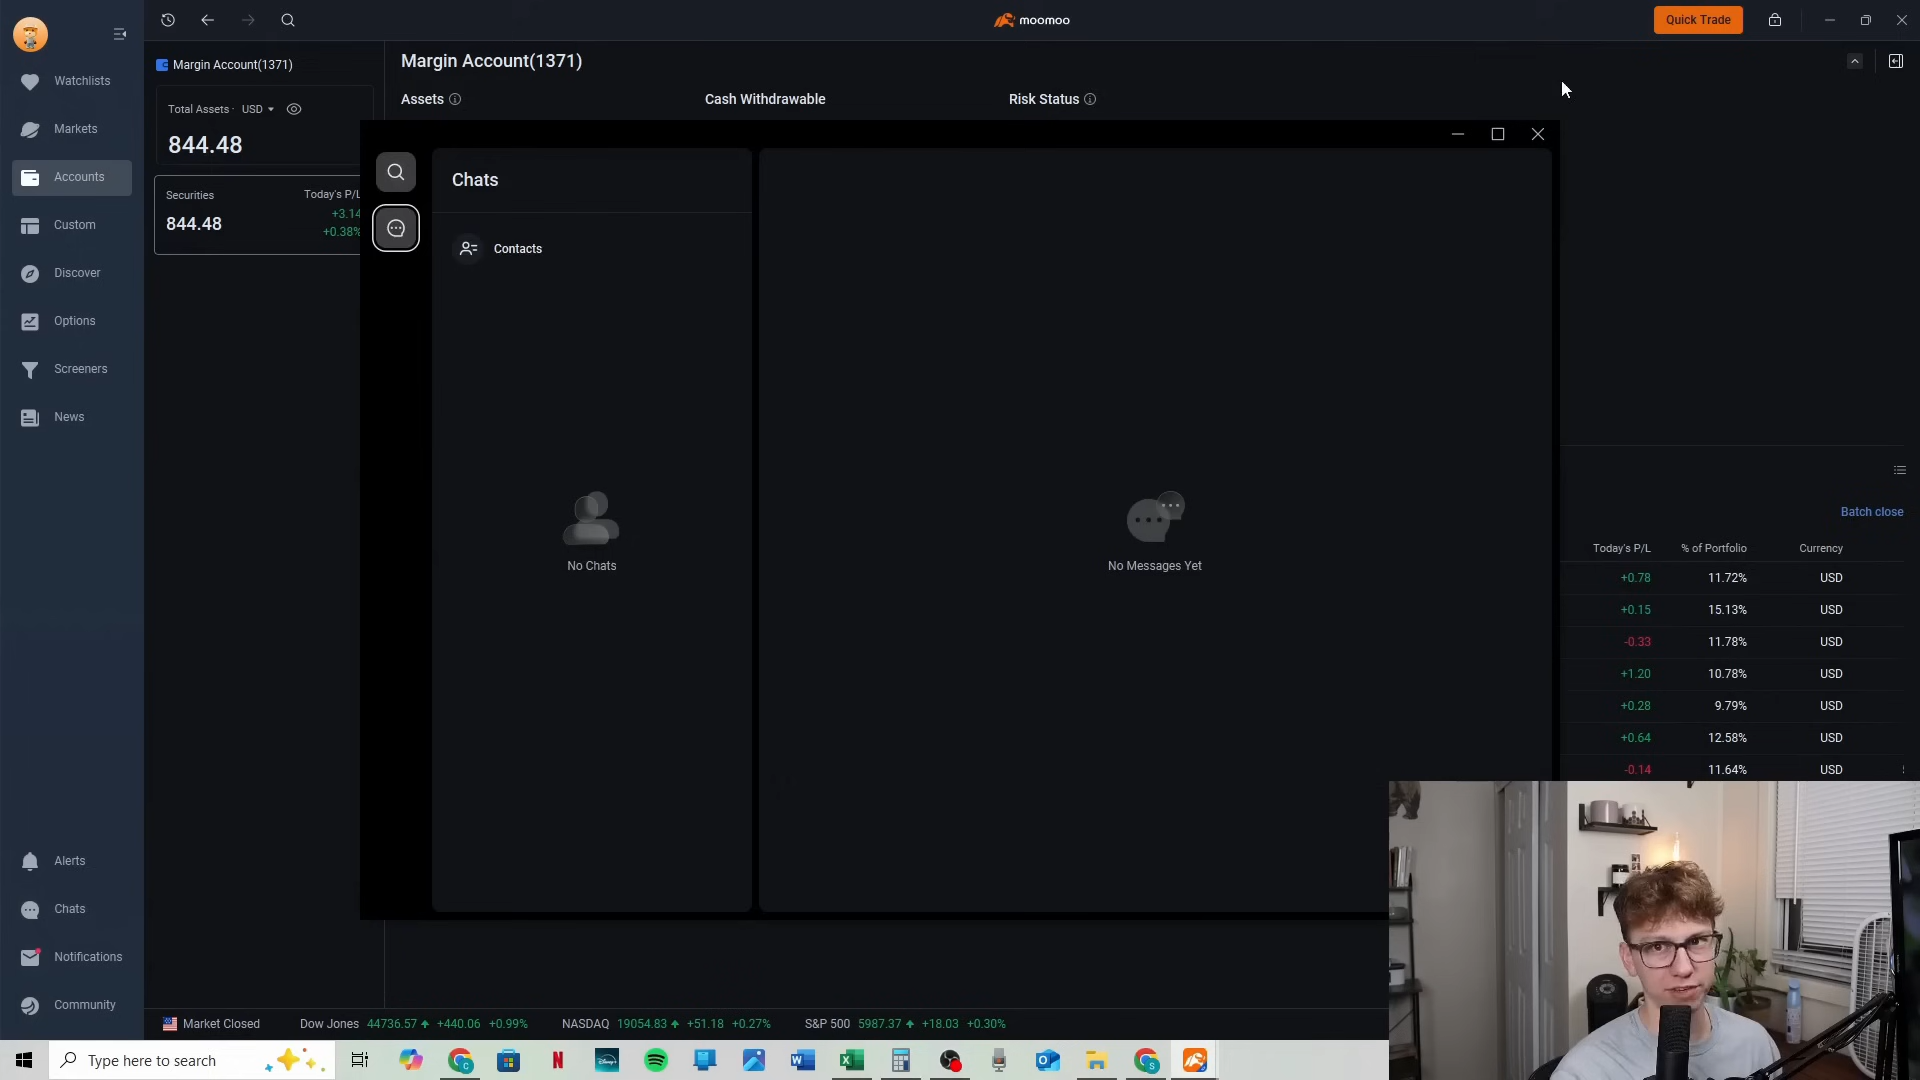 moomoo
Quick Trade
Watchlists
Markets
Accounts
Custom
Discover
Options
Screeners
News
Alerts
Chats
Notifications
Community
Margin Account(1371)
Total Assets · USD
844.48
Securities
Today's P/L
844.48
+3.14
+0.38%
Margin Account(1371)
Assets
Cash Withdrawable
Risk Status
Chats
Contacts
No Chats
No Messages Yet
Batch close
Today's P/L % of Portfolio Currency
+0.78 11.72% USD
+0.15 15.13% USD
-0.33 11.78% USD
+1.20 10.78% USD
+0.28 9.79% USD
+0.64 12.58% USD
-0.14 11.64% USD
Market Closed Dow Jones 44736.57 +440.06 +0.99% NASDAQ 19054.83 +51.18 +0.27% S&P 500 5987.37 +18.03 +0.30%
Type here to search